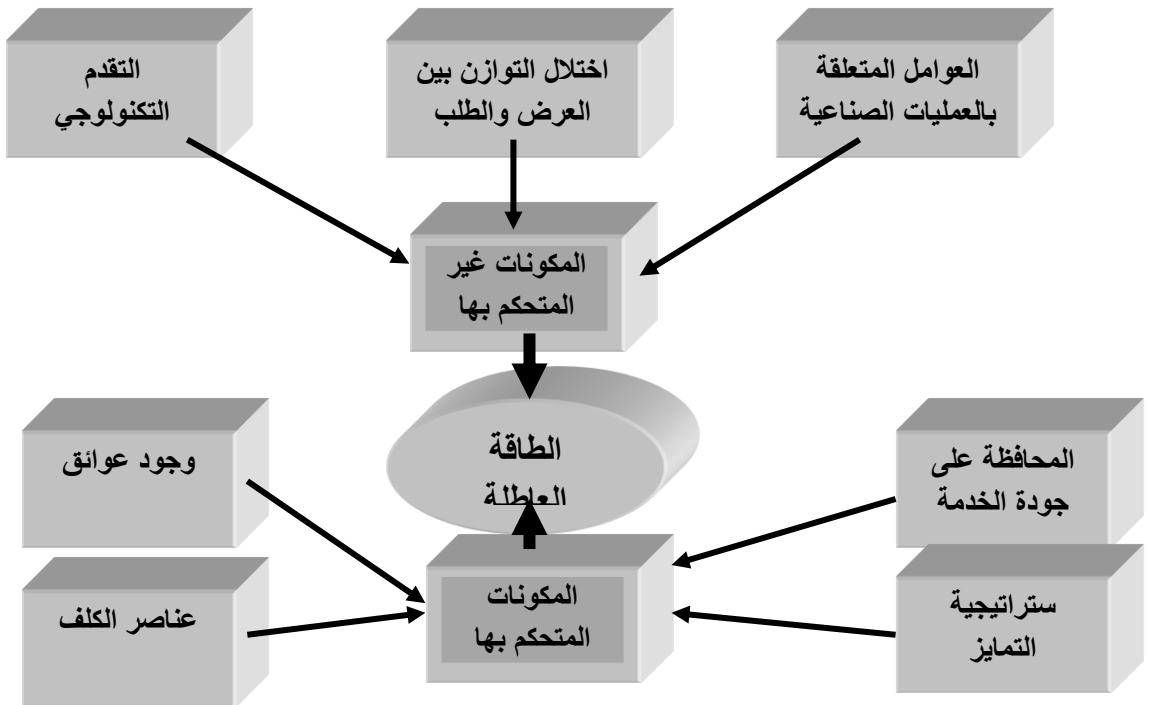 العوامل المتعلقة
بالعمليات الصناعية
اختلال التوازن بين
العرض والطلب
التقدم
التكنولوجي
المكونات غير
المتحكم بها
الطاقة
العاطلة
المحافظة على
جودة الخدمة
وجود عوائق
ستراتيجية
التمايز
المكونات
المتحكم بها
عناصر الكلف